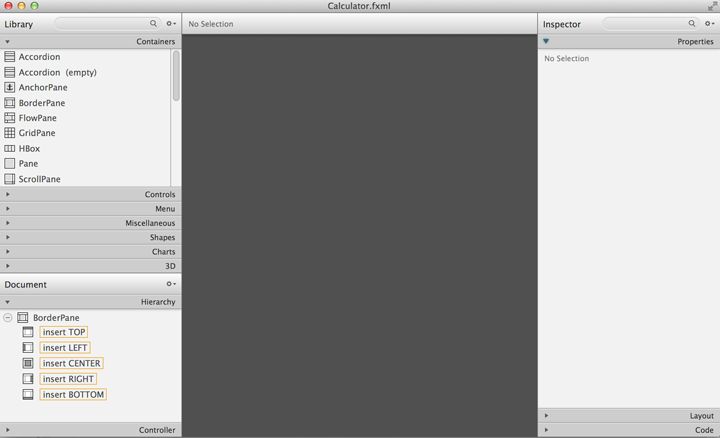 Calculator.fxml
Library
Containers
Accordion
Accordion (empty)
AnchorPane
BorderPane
FlowPane
GridPane
HBox
Pane
ScrollPane
Controls
Menu
Miscellaneous
Shapes
Charts
3D
Document
Hierarchy
BorderPane
insert TOP
insert LEFT
insert CENTER
insert RIGHT
insert BOTTOM
Controller
No Selection
Inspector
Properties
No Selection
Layout
Code